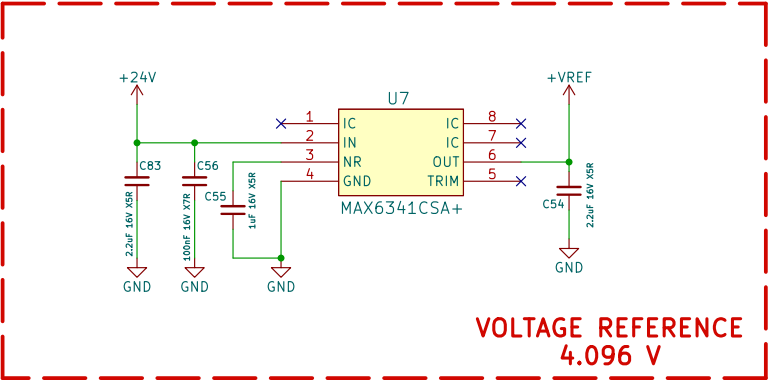 +24V
U7
+VREF
1
IC
IC
8
2
IN
IC
7
3
NR
OUT
6
4
GND
TRIM
5
C83
2.2uF 16V X5R
C56
100nF 16V X7R
C55
1uF 16V X5R
MAX6341CSA+
C54
2.2uF 16V X5R
GND
GND
GND
GND
VOLTAGE REFERENCE
4.096 V